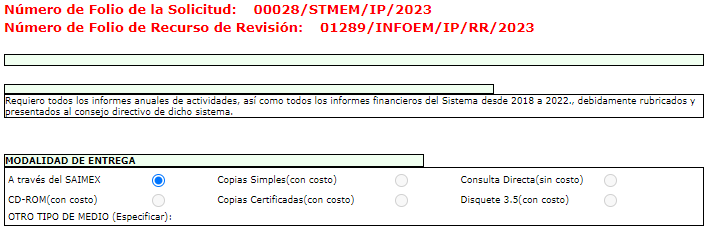 Número de Folio de la Solicitud: 00028/STMEM/IP/2023
Número de Folio de Recurso de Revisión: 01289/INFOEM/IP/RR/2023
Requiero todos los informes anuales de actividades, así como todos los informes financieros del Sistema desde 2018 a 2022., debidamente rubricados y
presentados al consejo directivo de dicho sistema.
MODALIDAD DE ENTREGA
A través del SAIMEX Copias Simples(con costo) Consulta Directa(sin costo)
CD-ROM(con costo) Copias Certificadas(con costo) Disquete 3.5(con costo)
OTRO TIPO DE MEDIO (Especificar):